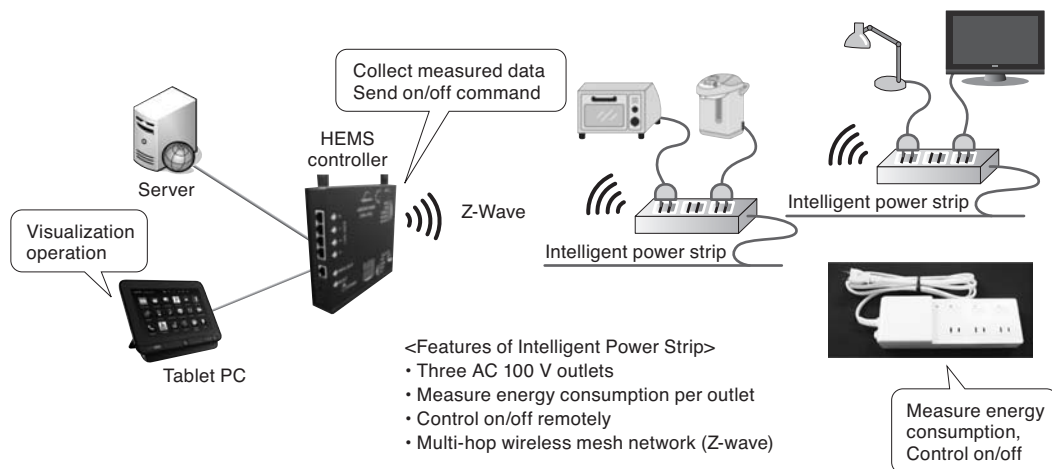 Collect measured data
Send on/off command
HEMS
controller
Server
Z-Wave
Visualization
operation
Tablet PC
Intelligent power strip
Intelligent power strip
<Features of Intelligent Power Strip>
• Three AC 100 V outlets
• Measure energy consumption per outlet
• Control on/off remotely
• Multi-hop wireless mesh network (Z-wave)
Measure energy
consumption,
Control on/off